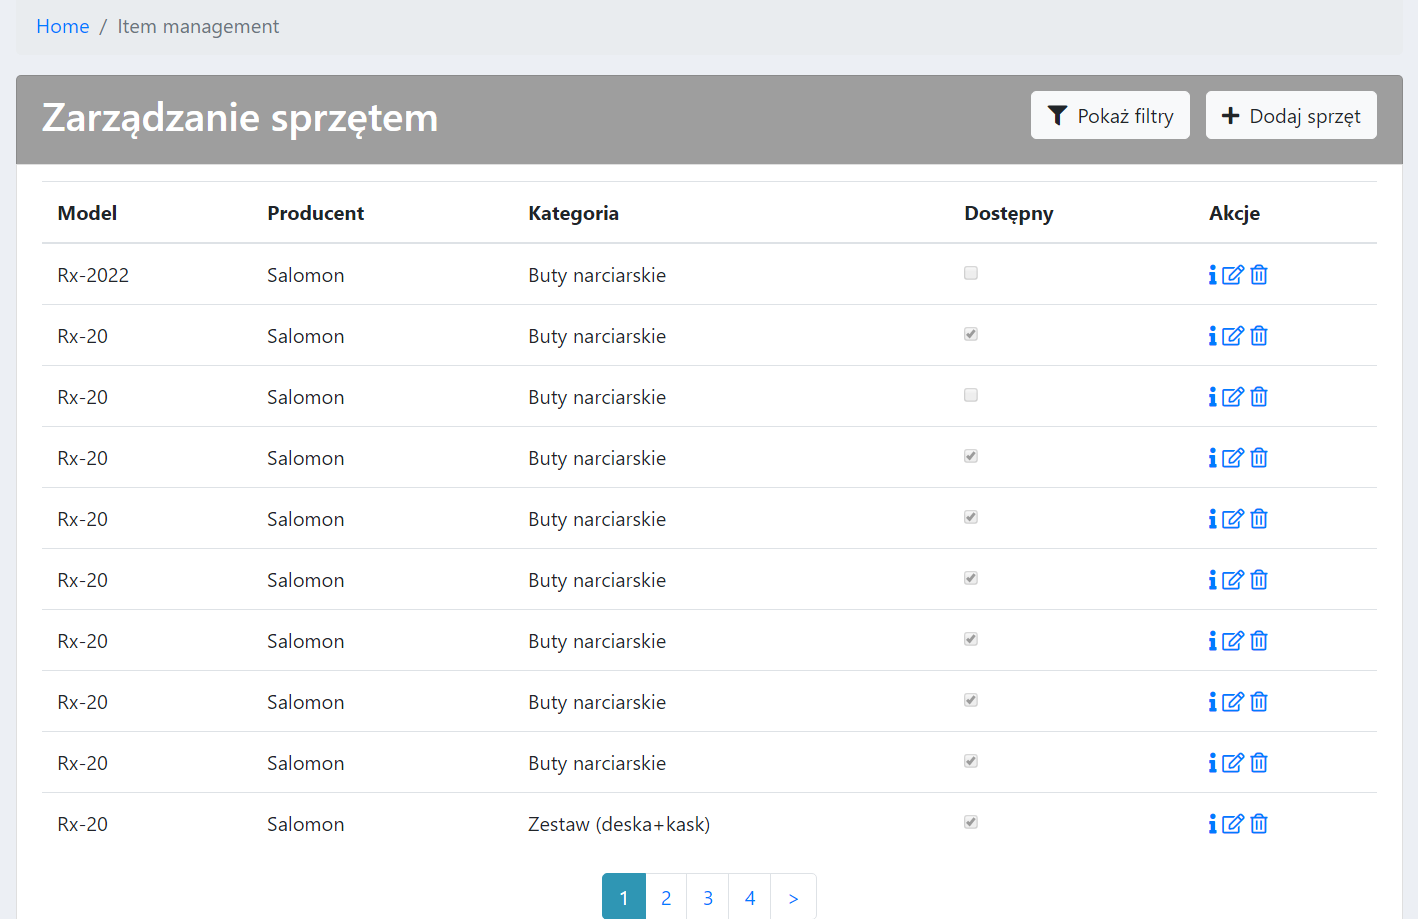 Home / Item management
Zarządzanie sprzętem
Pokaż filtry
Dodaj sprzęt
Model Producent Kategoria Dostępny Akcje
Rx-2022 Salomon Buty narciarskie
Rx-20 Salomon Buty narciarskie
Rx-20 Salomon Buty narciarskie
Rx-20 Salomon Buty narciarskie
Rx-20 Salomon Buty narciarskie
Rx-20 Salomon Buty narciarskie
Rx-20 Salomon Buty narciarskie
Rx-20 Salomon Buty narciarskie
Rx-20 Salomon Buty narciarskie
Rx-20 Salomon Zestaw (deska+kask)
1 2 3 4 >